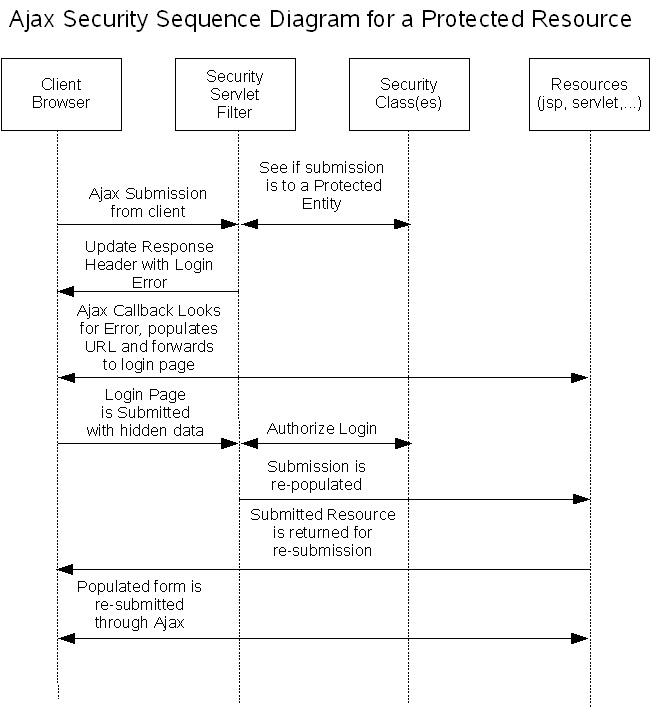 Ajax Security Sequence Diagram for a Protected Resource
Client
Browser
Security
Servlet
Filter
Security
Class(es)
Resources
(jsp, servlet,...)
Ajax Submission
from client
See if submission
is to a Protected
Entity
Update Response
Header with Login
Error
Ajax Callback Looks
for Error, populates
URL and forwards
to login page
Login Page
is Submitted
with hidden data
Authorize Login
Submission is
re-populated
Submitted Resource
is returned for
re-submission
Populated form is
re-submitted
through Ajax